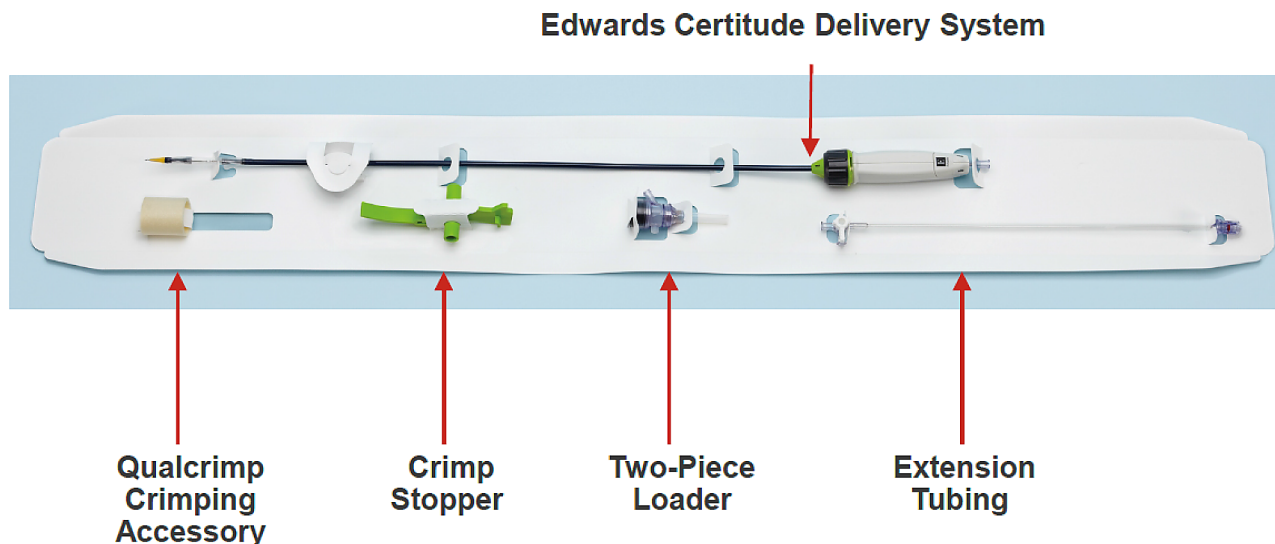 Edwards Certitude Delivery System
Qualcrimp
Crimping
Accessory
Crimp
Stopper
Two-Piece
Loader
Extension
Tubing